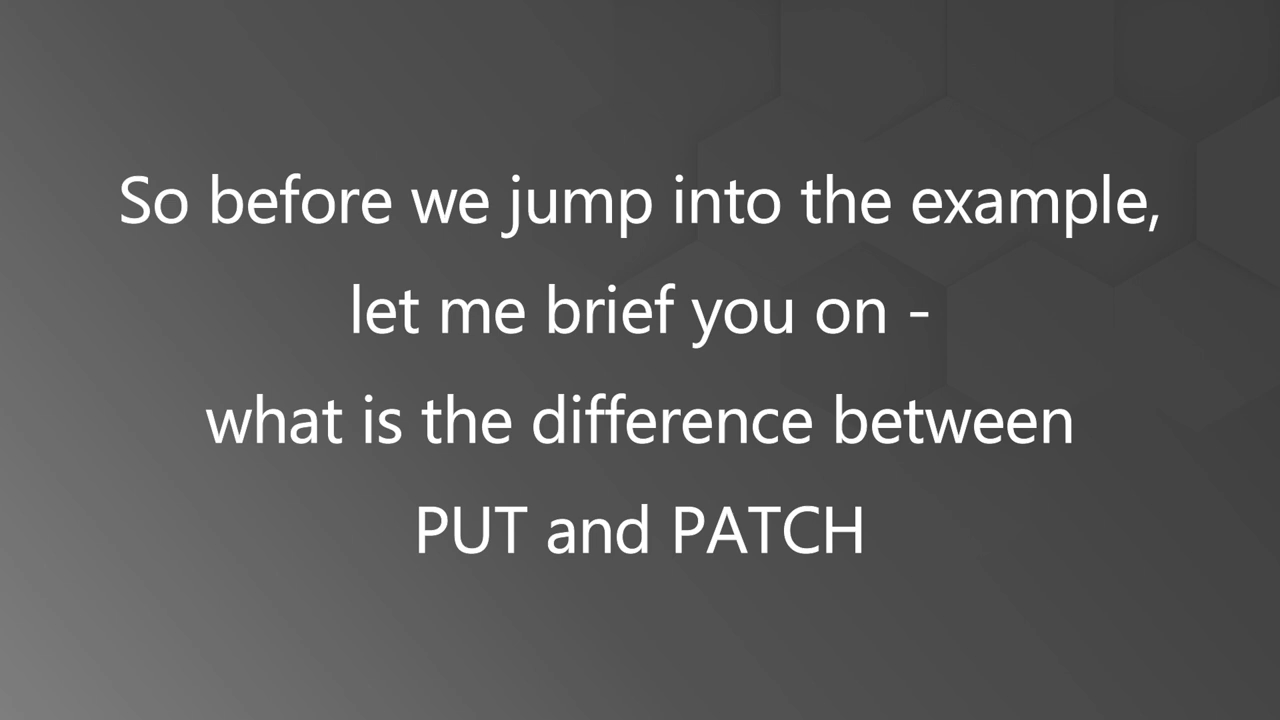 So before we jump into the example,
let me brief you on -
what is the difference between
PUT and PATCH